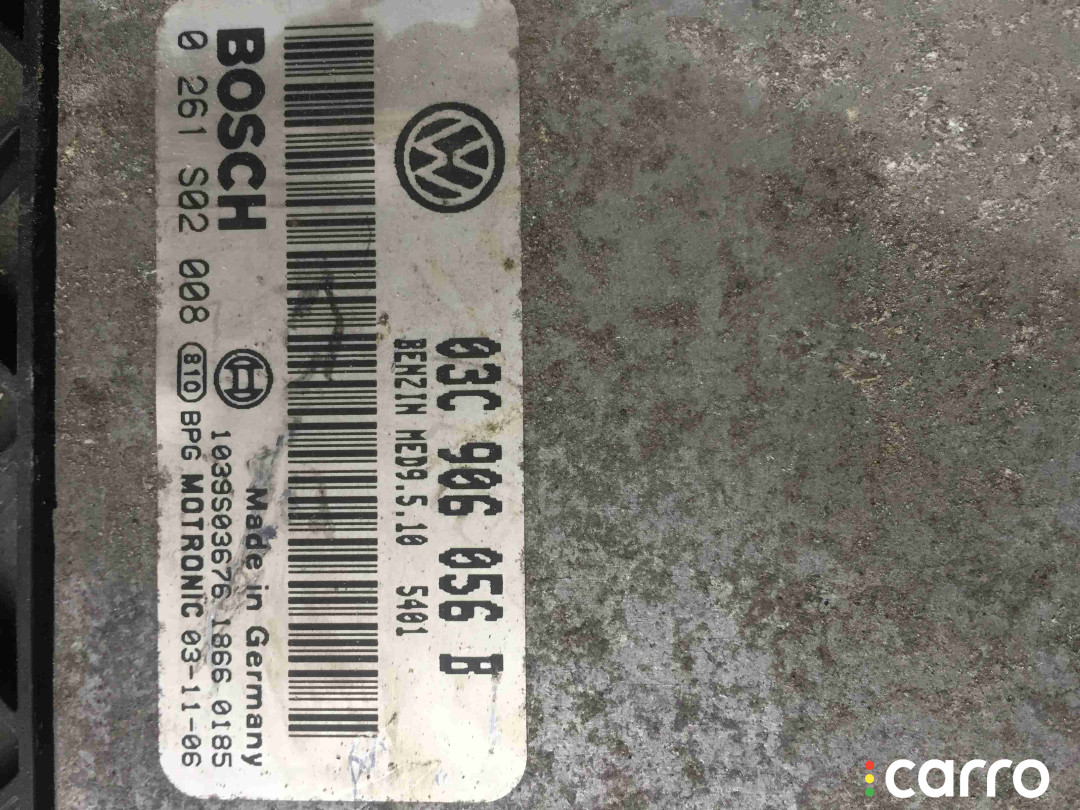 03C 906 056 B
BENZIN MED9.5.10 5401
BOSCH Made in Germany
1039S03676 1866 0185
0 261 S02 008 810 BPG MOTRONIC 03-11-06
carro